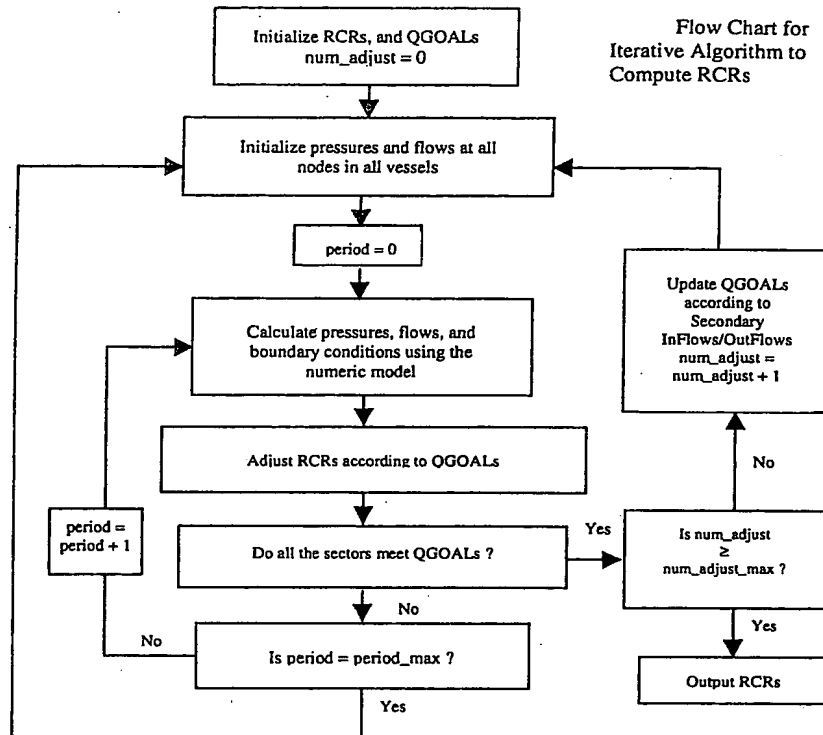 Flow Chart for
Iterative Algorithm to
Compute RCRs
Initialize RCRs, and QGOALs
num_adjust = 0
Initialize pressures and flows at all
nodes in all vessels
period = 0
Calculate pressures, flows, and
boundary conditions using the
numeric model
Adjust RCRs according to QGOALs
Do all the sectors meet QGOALs ?
Yes
No
Is period = period_max ?
No
Yes
period =
period + 1
Is num_adjust
≥
num_adjust_max ?
No
Yes
Update QGOALs
according to
Secondary
InFlows/OutFlows
num_adjust =
num_adjust + 1
Output RCRs